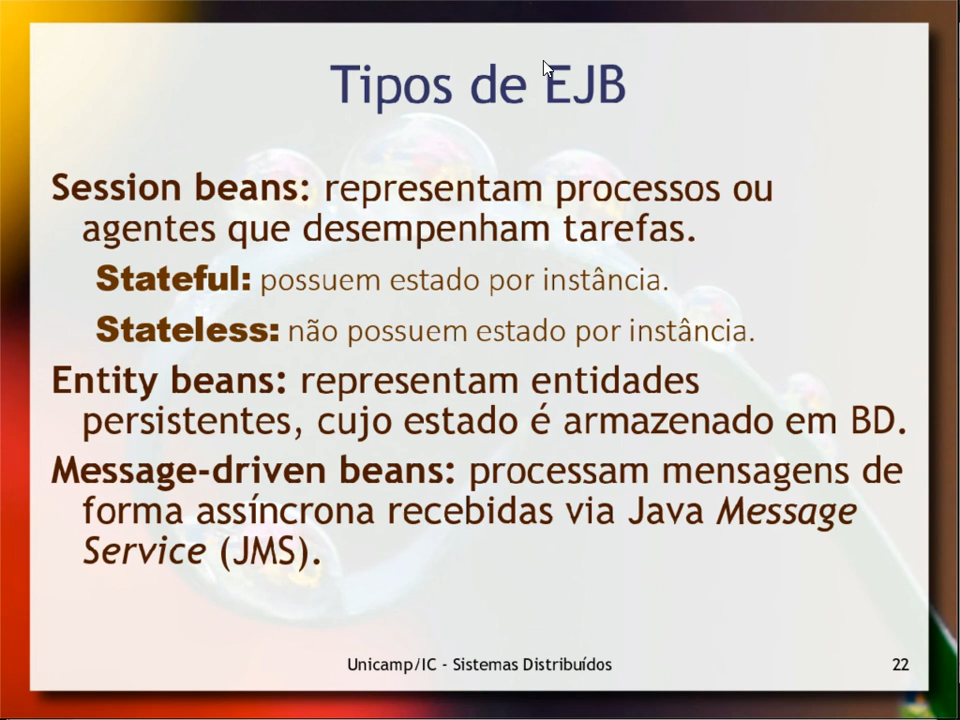 Tipos de EJB
Session beans: representam processos ou
agentes que desempenham tarefas.
Stateful: possuem estado por instância.
Stateless: não possuem estado por instância.
Entity beans: representam entidades
persistentes, cujo estado é armazenado em BD.
Message-driven beans: processam mensagens de
forma assíncrona recebidas via Java Message
Service (JMS).
Unicamp/IC - Sistemas Distribuídos
22